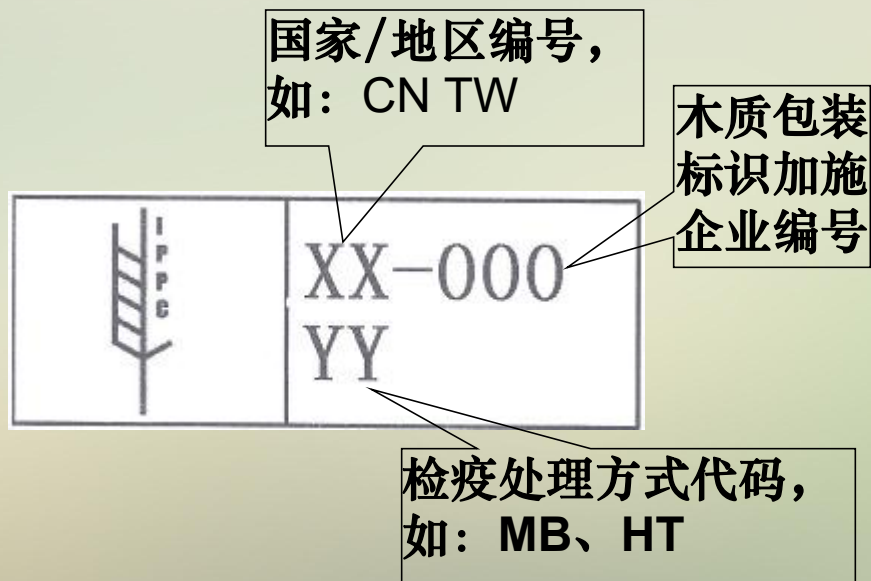 国家/地区编号，
如：CN TW
木质包装
标识加施
企业编号
I
P
P
C
XX-000
YY
检疫处理方式代码，
如：MB、HT